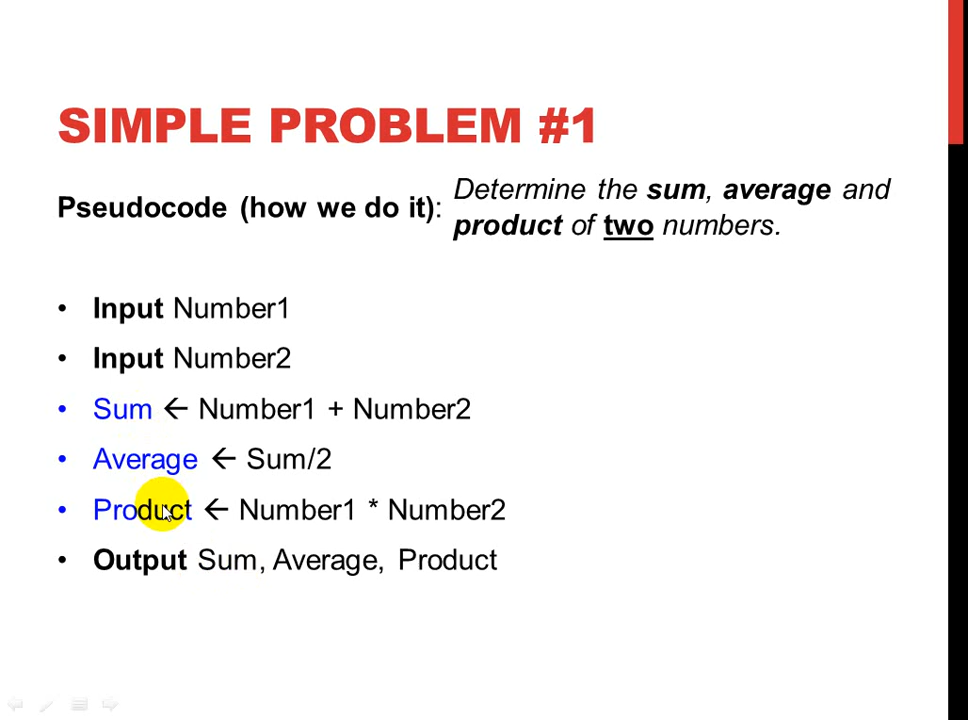 SIMPLE PROBLEM #1
Pseudocode (how we do it): Determine the sum, average and
product of two numbers.
• Input Number1
• Input Number2
• Sum ← Number1 + Number2
• Average ← Sum/2
• Product ← Number1 * Number2
• Output Sum, Average, Product